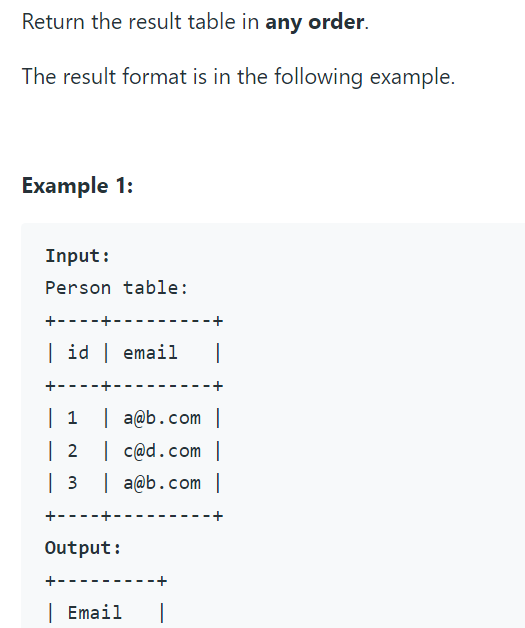 Return the result table in any order.
The result format is in the following example.
Example 1:
Input:
Person table:
+----+---------+
| id | email   |
+----+---------+
| 1  | a@b.com |
| 2  | c@d.com |
| 3  | a@b.com |
+----+---------+
Output:
+---------+
| Email   |